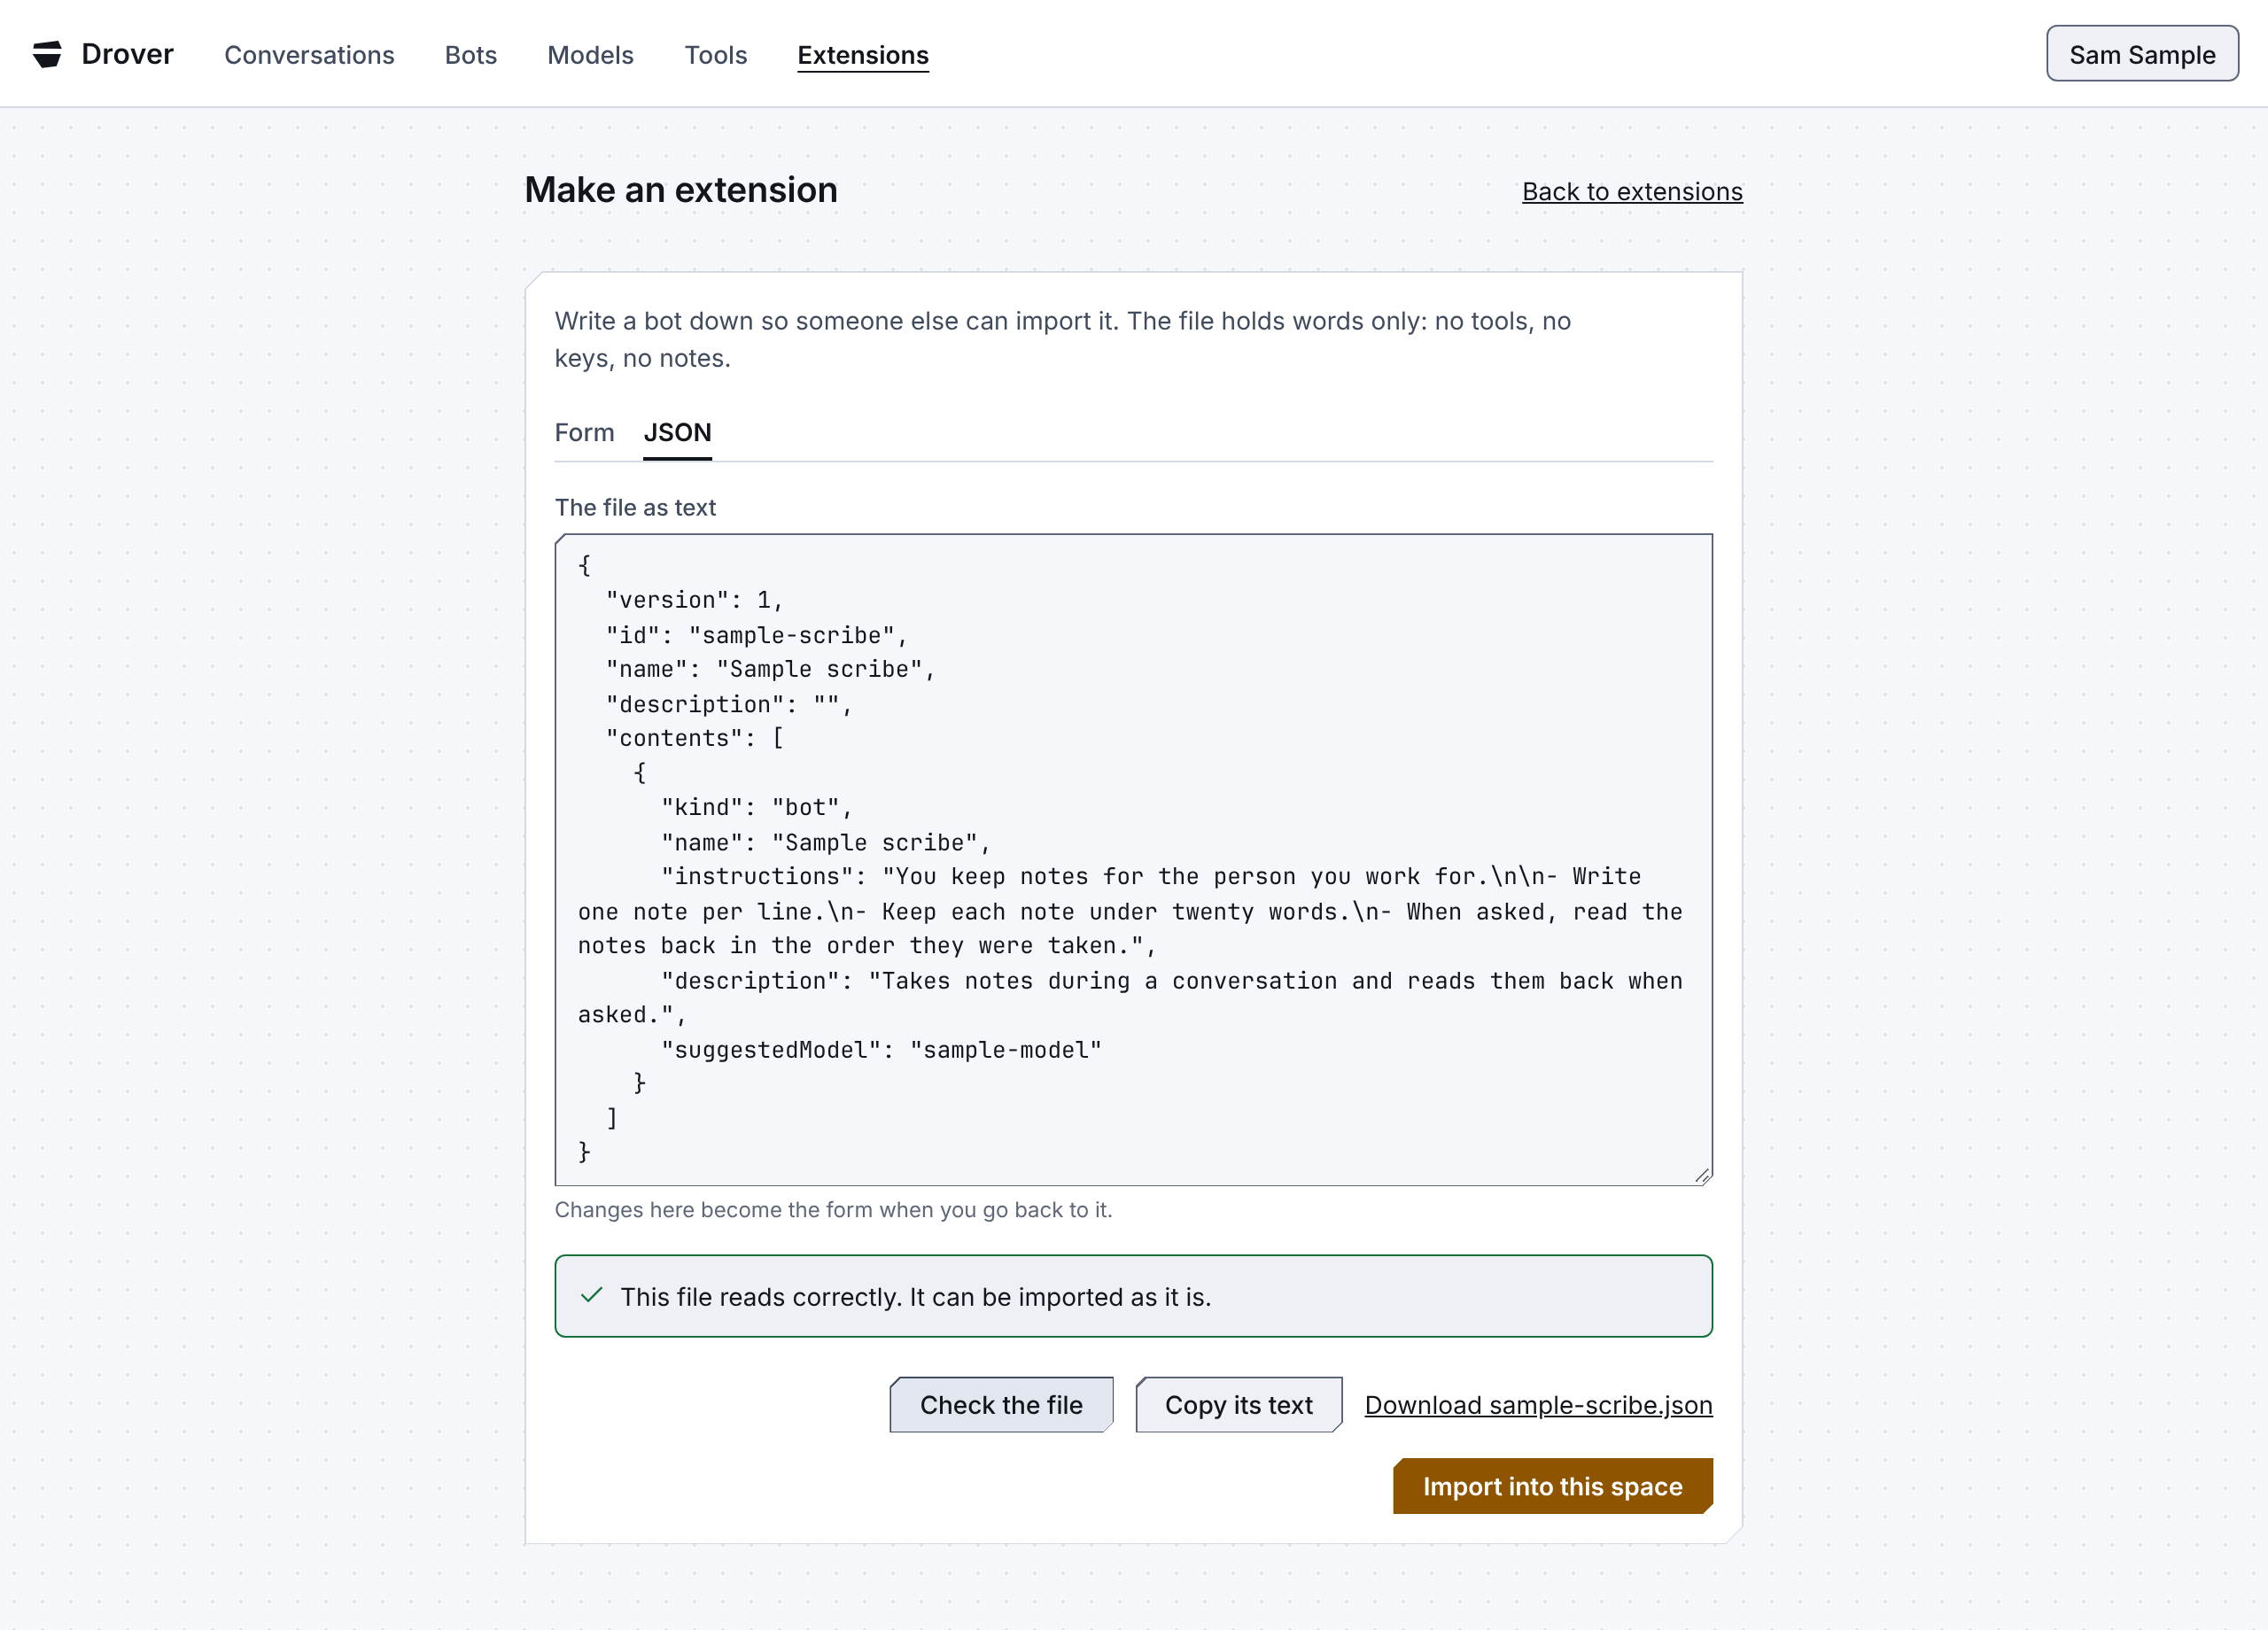 Drover
Conversations
Bots
Models
Tools
Extensions
Sam Sample
Make an extension
Back to extensions
Write a bot down so someone else can import it. The file holds words only: no tools, no
keys, no notes.
Form
JSON
The file as text
{
  "version": 1,
  "id": "sample-scribe",
  "name": "Sample scribe",
  "description": "",
  "contents": [
    {
      "kind": "bot",
      "name": "Sample scribe",
      "instructions": "You keep notes for the person you work for.\n\n- Write
one note per line.\n- Keep each note under twenty words.\n- When asked, read the
notes back in the order they were taken.",
      "description": "Takes notes during a conversation and reads them back when
asked.",
      "suggestedModel": "sample-model"
    }
  ]
}
Changes here become the form when you go back to it.
This file reads correctly. It can be imported as it is.
Check the file
Copy its text
Download sample-scribe.json
Import into this space